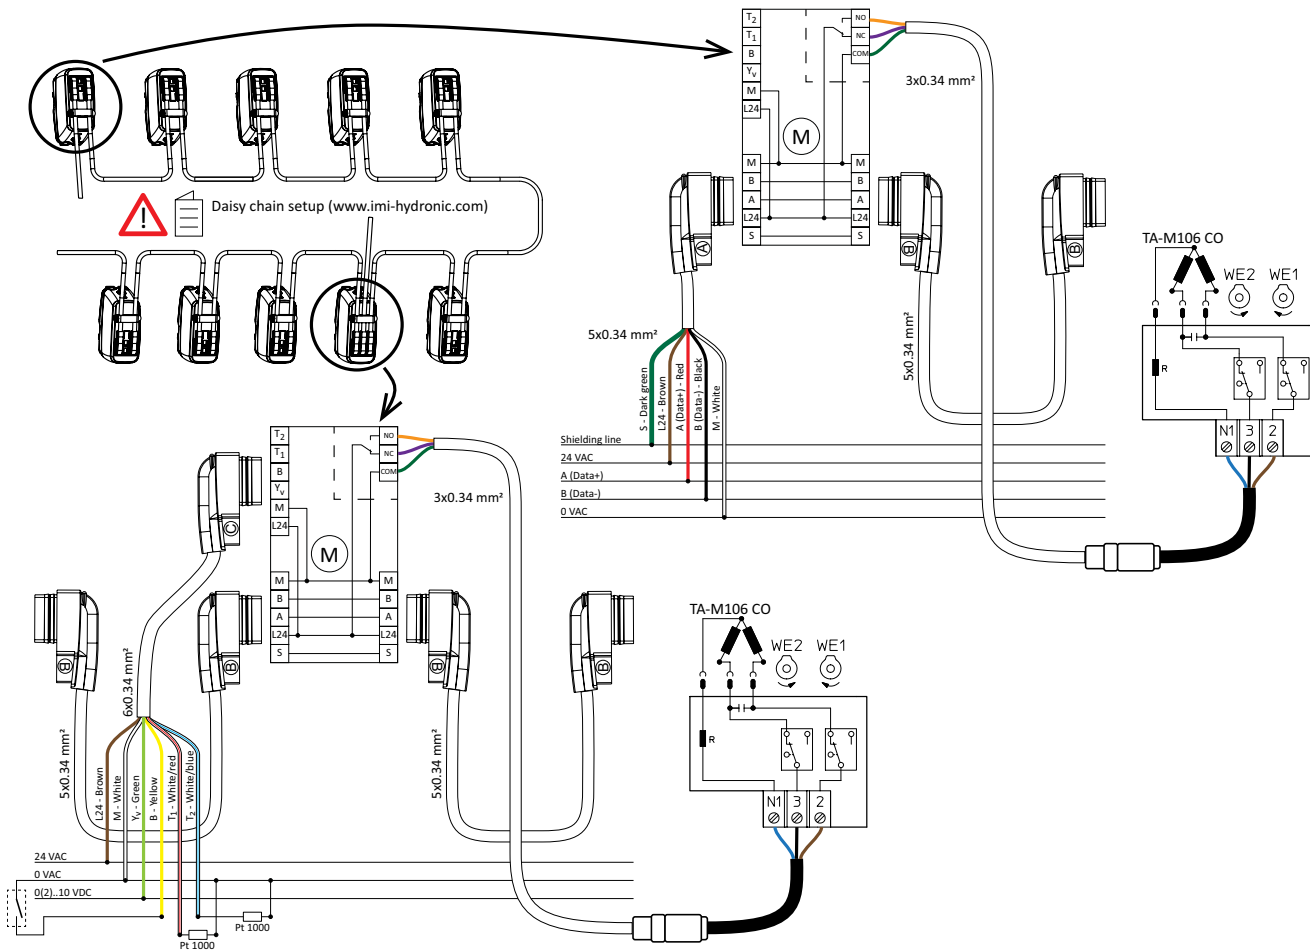 T2
T1
B
Yv
M
L24
NO
NC
COM
3x0.34 mm²
M
M
B
A
L24
S
M
B
A
L24
S
Daisy chain setup (www.imi-hydronic.com)
A
B
B
5x0.34 mm²
5x0.34 mm²
S - Dark green
L24 - Brown
A (Data+) - Red
B (Data-) - Black
M - White
Shielding line
24 VAC
A (Data+)
B (Data-)
0 VAC
TA-M106 CO
WE2
WE1
R
N1
3
2
T2
T1
B
Yv
M
L24
NO
NC
COM
3x0.34 mm²
M
M
B
A
L24
S
M
B
A
L24
S
C
B
B
B
B
6x0.34 mm²
5x0.34 mm²
5x0.34 mm²
L24 - Brown
M - White
Yv - Green
B - Yellow
T1 - White/red
T2 - White/blue
24 VAC
0 VAC
0(2)..10 VDC
Pt 1000
Pt 1000
TA-M106 CO
WE2
WE1
R
N1
3
2